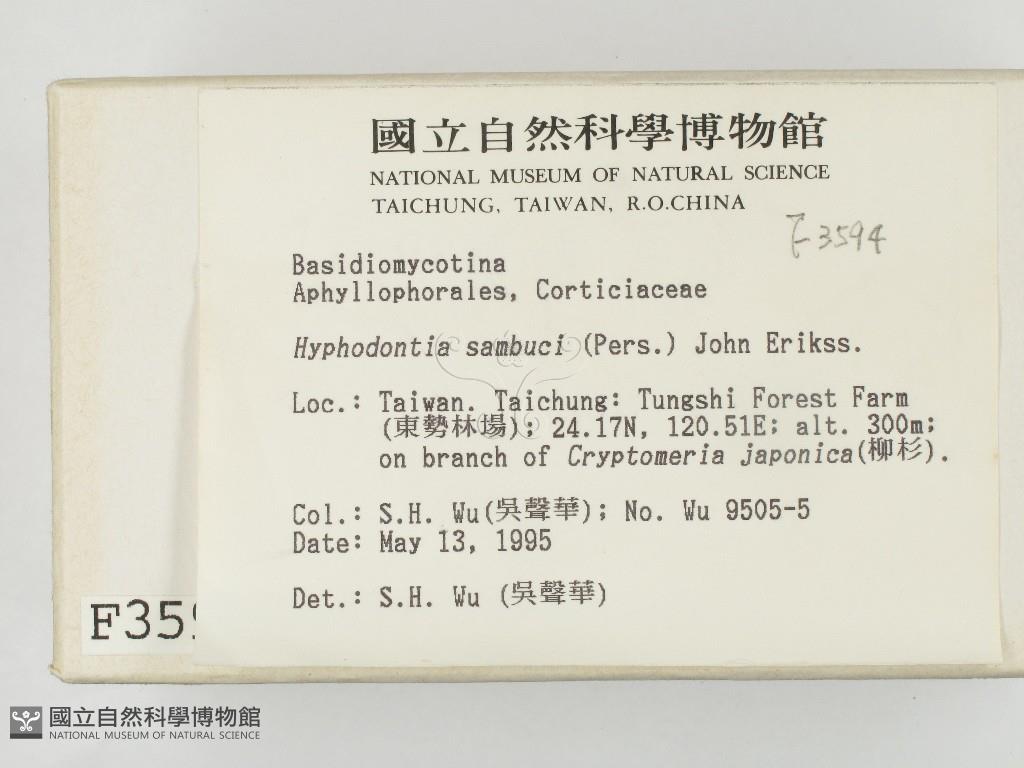 國立自然科學博物館
NATIONAL MUSEUM OF NATURAL SCIENCE
TAICHUNG, TAIWAN, R.O.CHINA
F3594
Basidiomycotina
Aphyllophorales, Corticiaceae
Hyphodontia sambuci (Pers.) John Erikss.
Loc.: Taiwan. Taichung: Tungshi Forest Farm
(東勢林場); 24.17N, 120.51E; alt. 300m;
on branch of Cryptomeria japonica(柳杉).
Col.: S.H. Wu(吳聲華); No. Wu 9505-5
Date: May 13, 1995
Det.: S.H. Wu (吳聲華)
F359
國立自然科學博物館
NATIONAL MUSEUM OF NATURAL SCIENCE